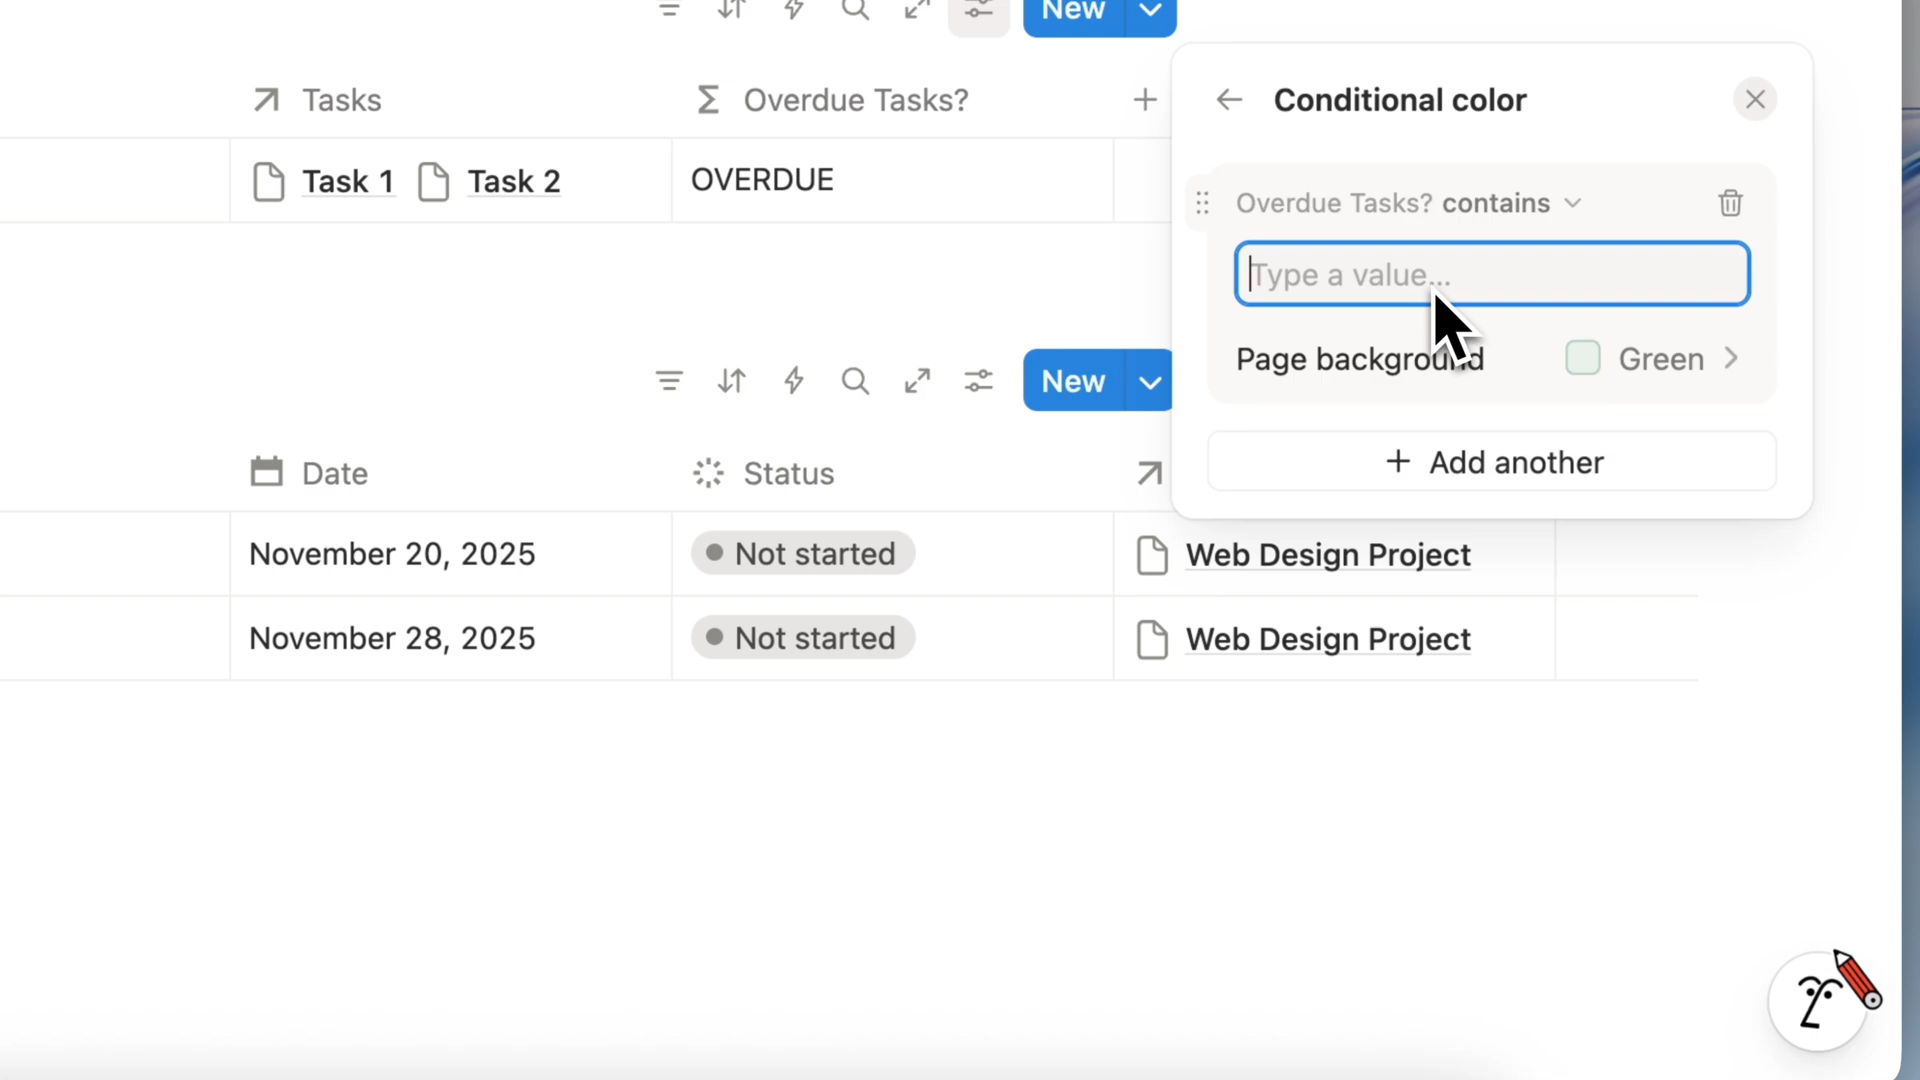 New
Tasks
Overdue Tasks?
Task 1
Task 2
OVERDUE
Conditional color
Overdue Tasks? contains
Type a value...
Page background
Green
Add another
New
Date
Status
November 20, 2025
Not started
Web Design Project
November 28, 2025
Not started
Web Design Project